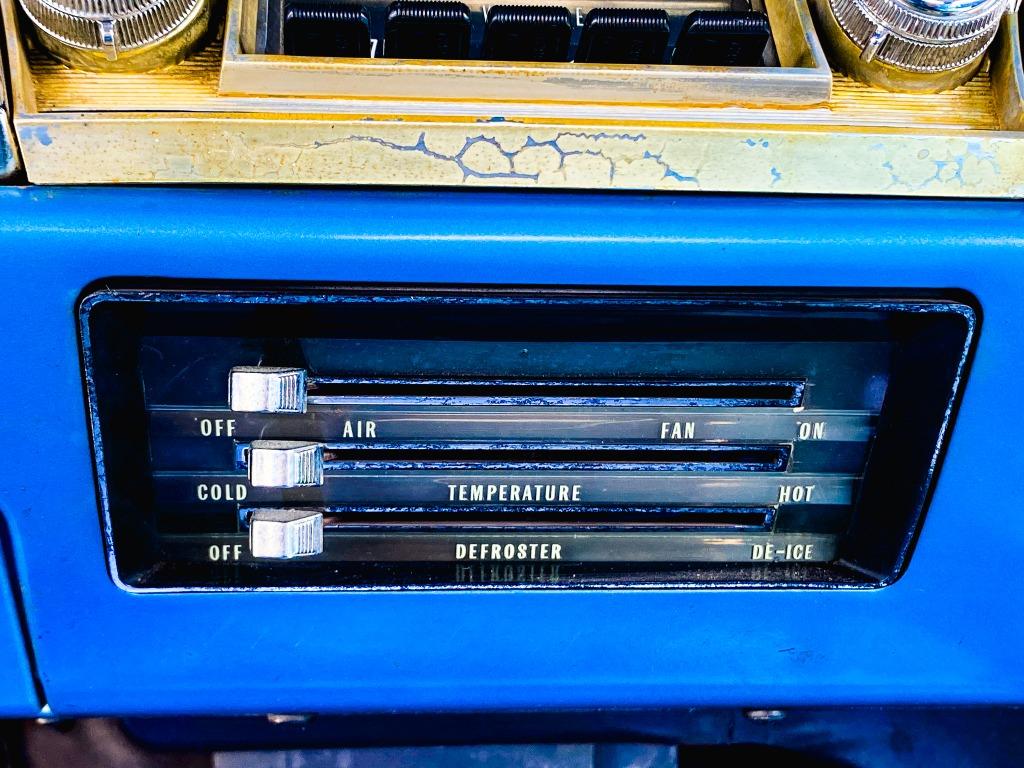 OFF AIR FAN ON
COLD TEMPERATURE HOT
OFF DEFROSTER DE-ICE